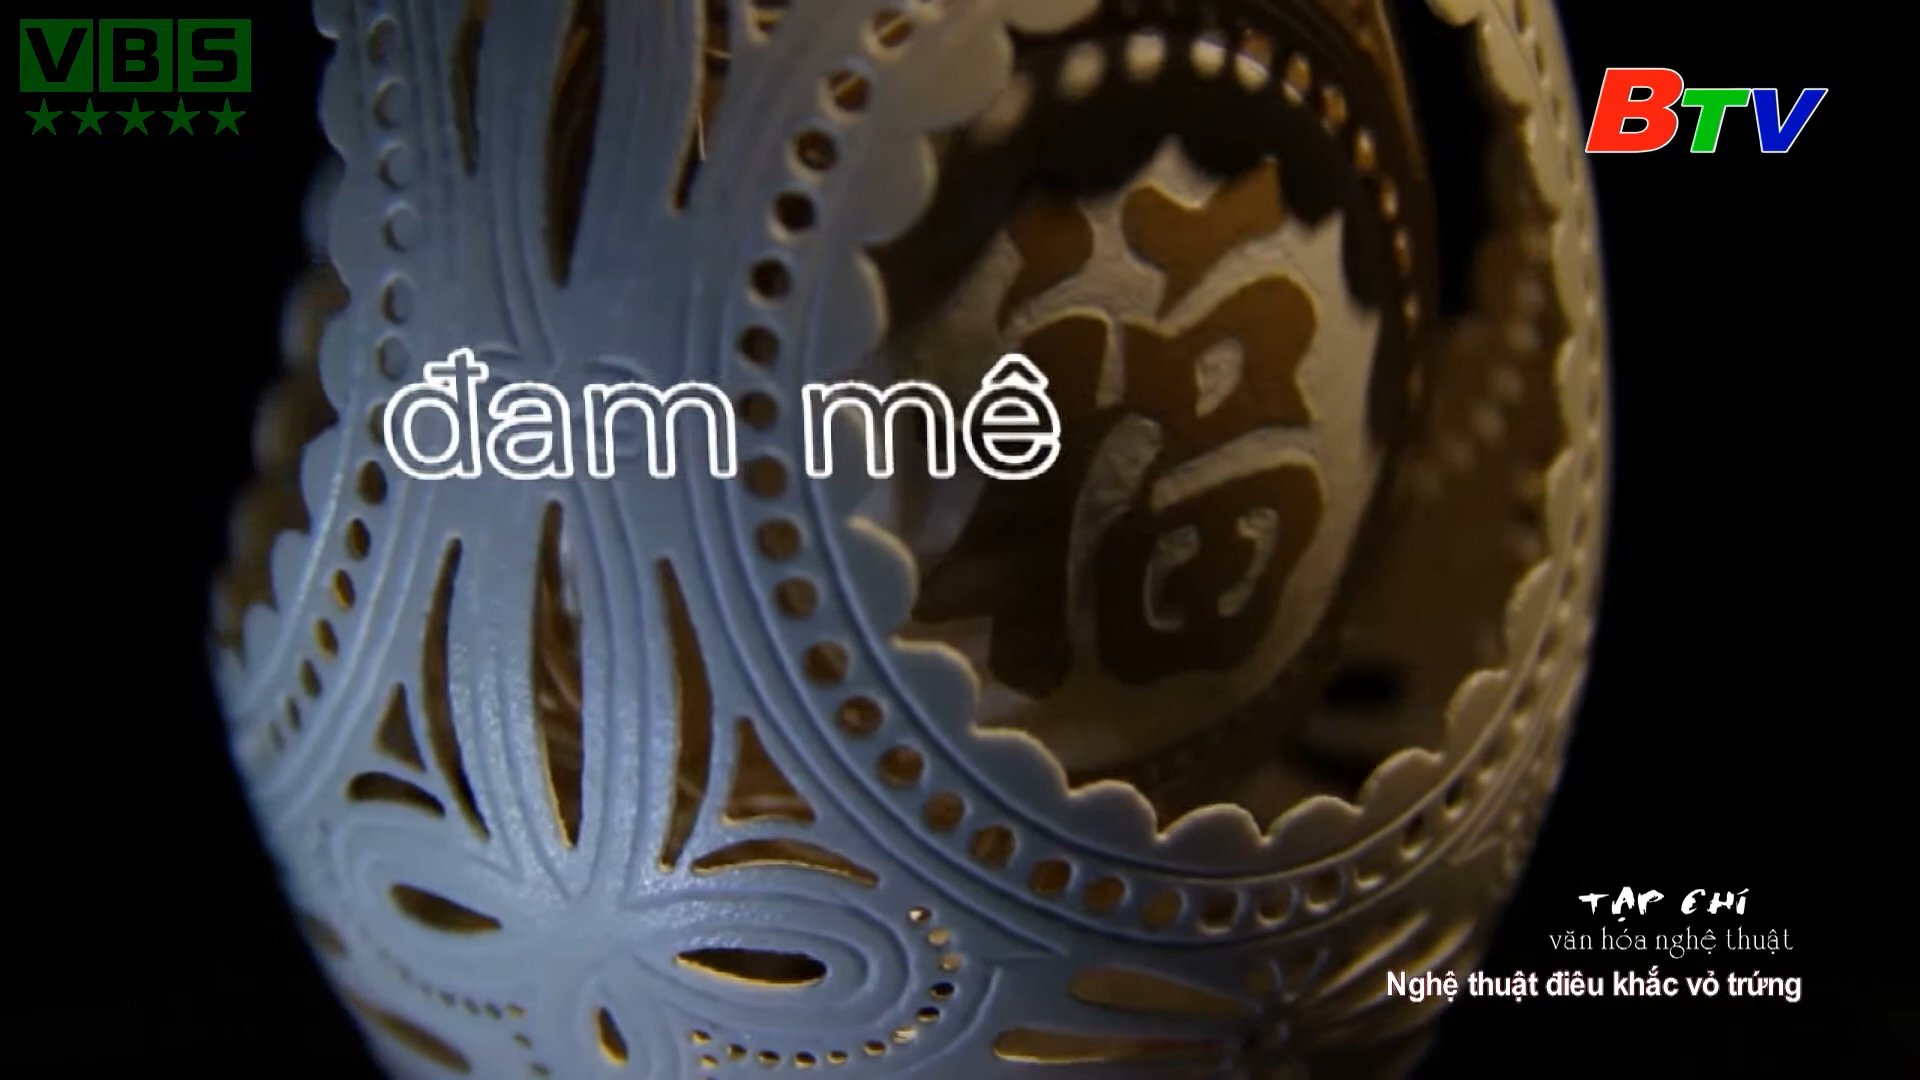 VBS
BTV
đam mê
福
TẠP CHÍ
văn hóa nghệ thuật
Nghệ thuật điêu khắc vỏ trứng